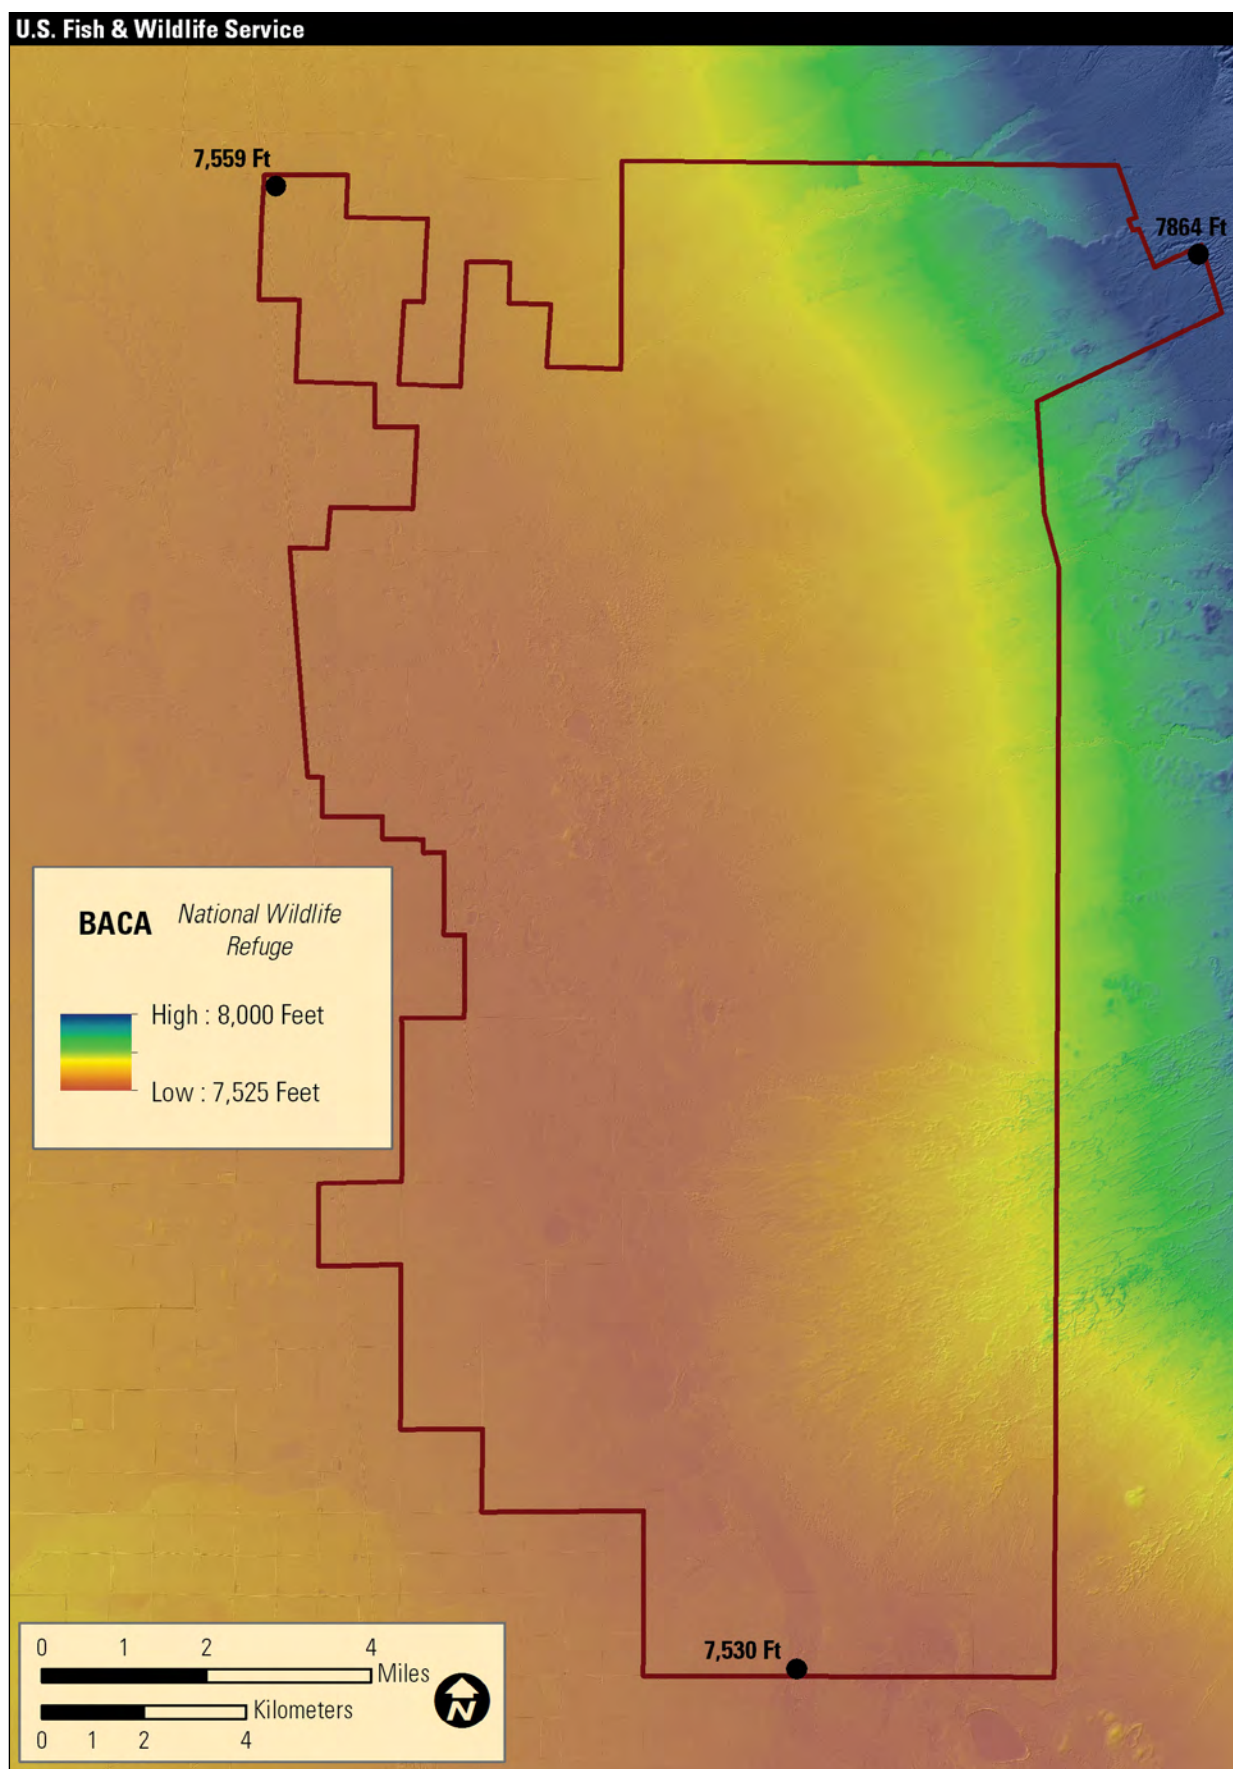 U.S. Fish & Wildlife Service
7,559 Ft
7864 Ft
BACA National Wildlife
Refuge
High : 8,000 Feet
Low : 7,525 Feet
7,530 Ft
0 1 2 4
Miles
Kilometers
0 1 2 4
N